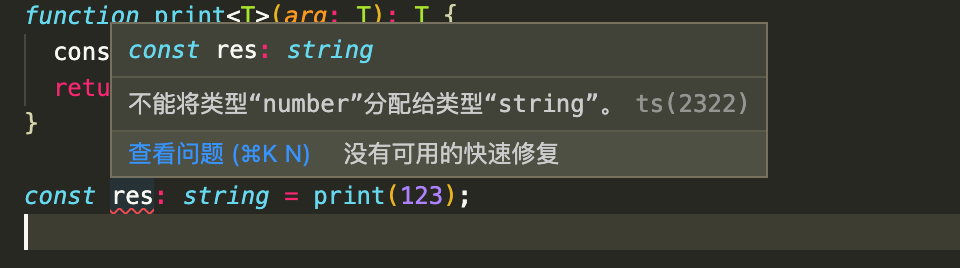 function print<T>(arg: T): T {
cons
const res: string
retu
不能将类型“number”分配给类型“string”。 ts(2322)
}
查看问题 (⌘K N) 没有可用的快速修复
const res: string = print(123);